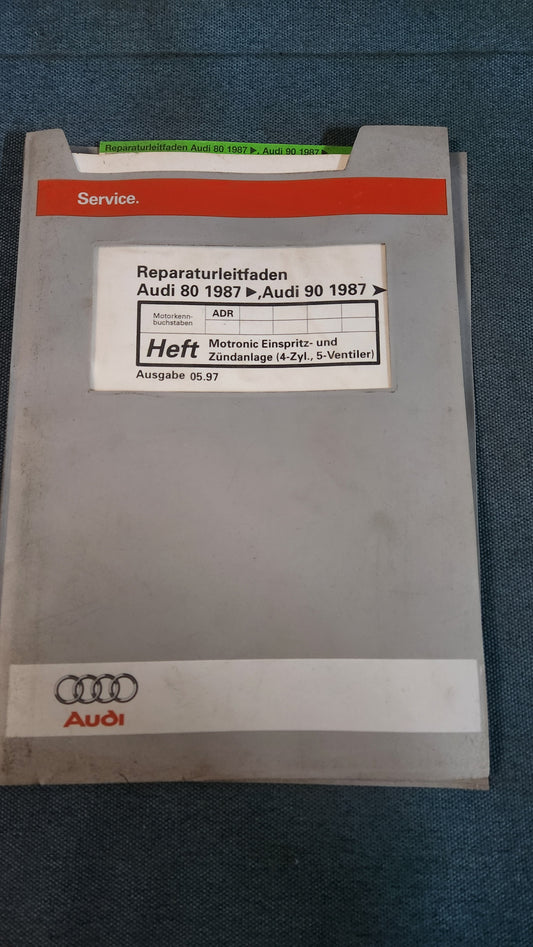 Reparaturleitfaden Audi 80 1987 ►, Audi 90 1987 ►
Service.
Reparaturleitfaden
Audi 80 1987 ►,Audi 90 1987 ➤
Motorkenn-
buchstaben
ADR
Heft
Motronic Einspritz- und
Zündanlage (4-Zyl., 5-Ventiler)
Ausgabe 05.97
Audi